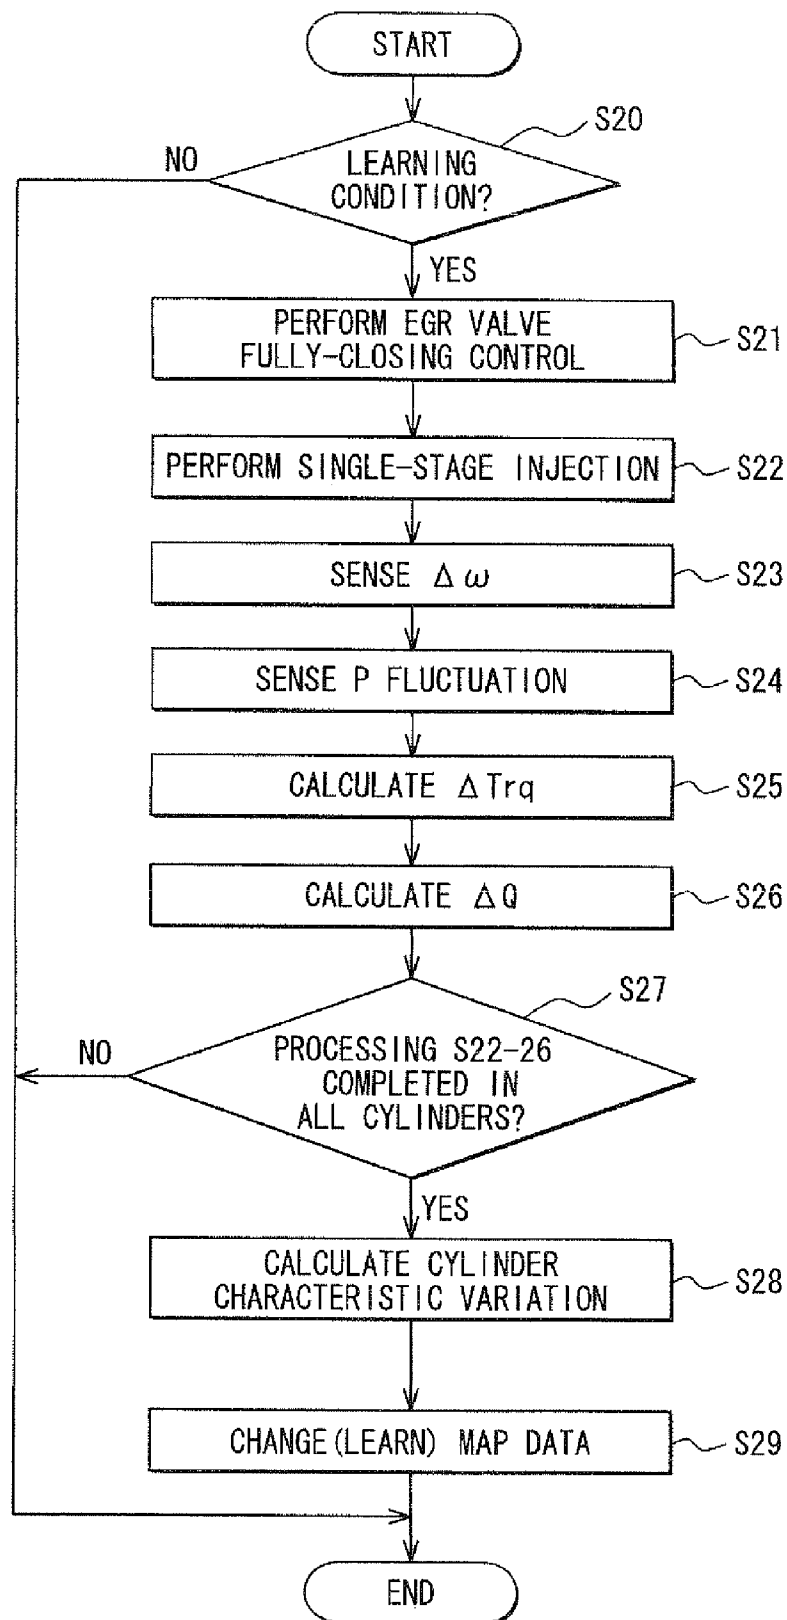 START
S20
NO
LEARNING
CONDITION?
YES
PERFORM EGR VALVE
FULLY-CLOSING CONTROL
S21
PERFORM SINGLE-STAGE INJECTION
S22
SENSE Δω
S23
SENSE P FLUCTUATION
S24
CALCULATE ΔTrq
S25
CALCULATE ΔQ
S26
S27
NO
PROCESSING S22-26
COMPLETED IN
ALL CYLINDERS?
YES
CALCULATE CYLINDER
CHARACTERISTIC VARIATION
S28
CHANGE(LEARN) MAP DATA
S29
END